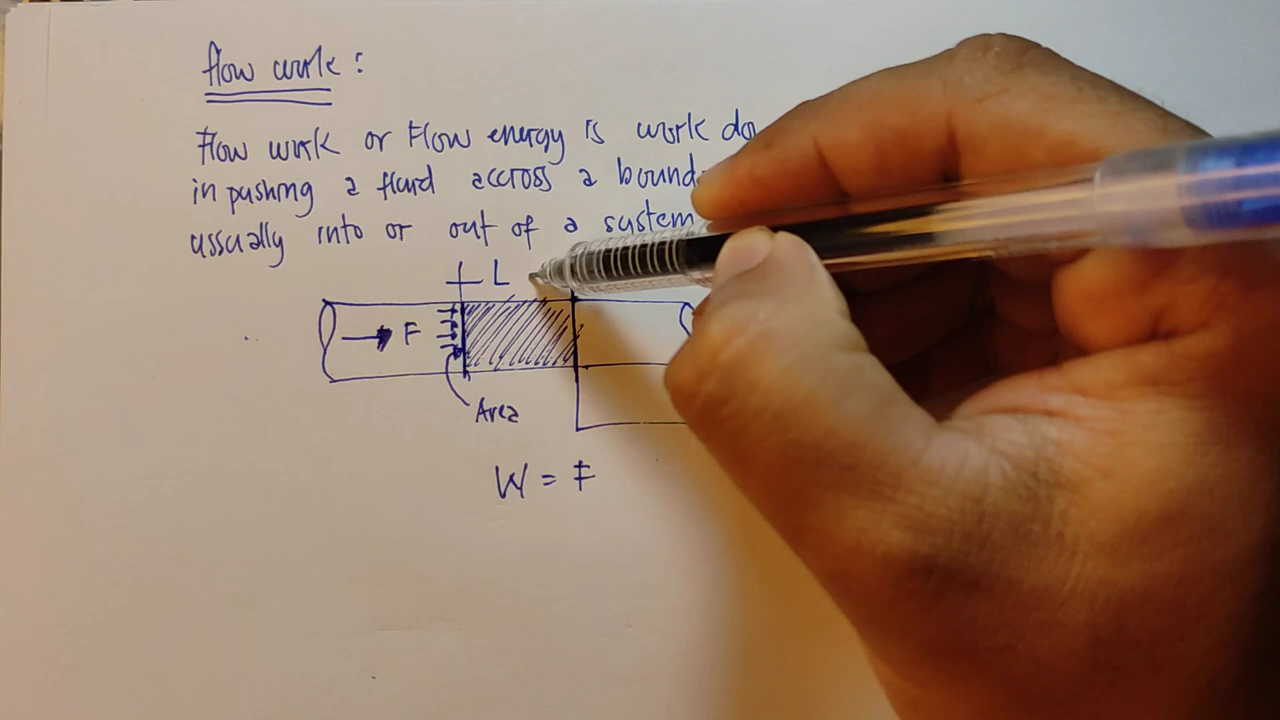 flow work :
Flow work or Flow energy is work do
in pushing a fluid accross a bound
ussually into or out of a system
L
F
Area
W = F